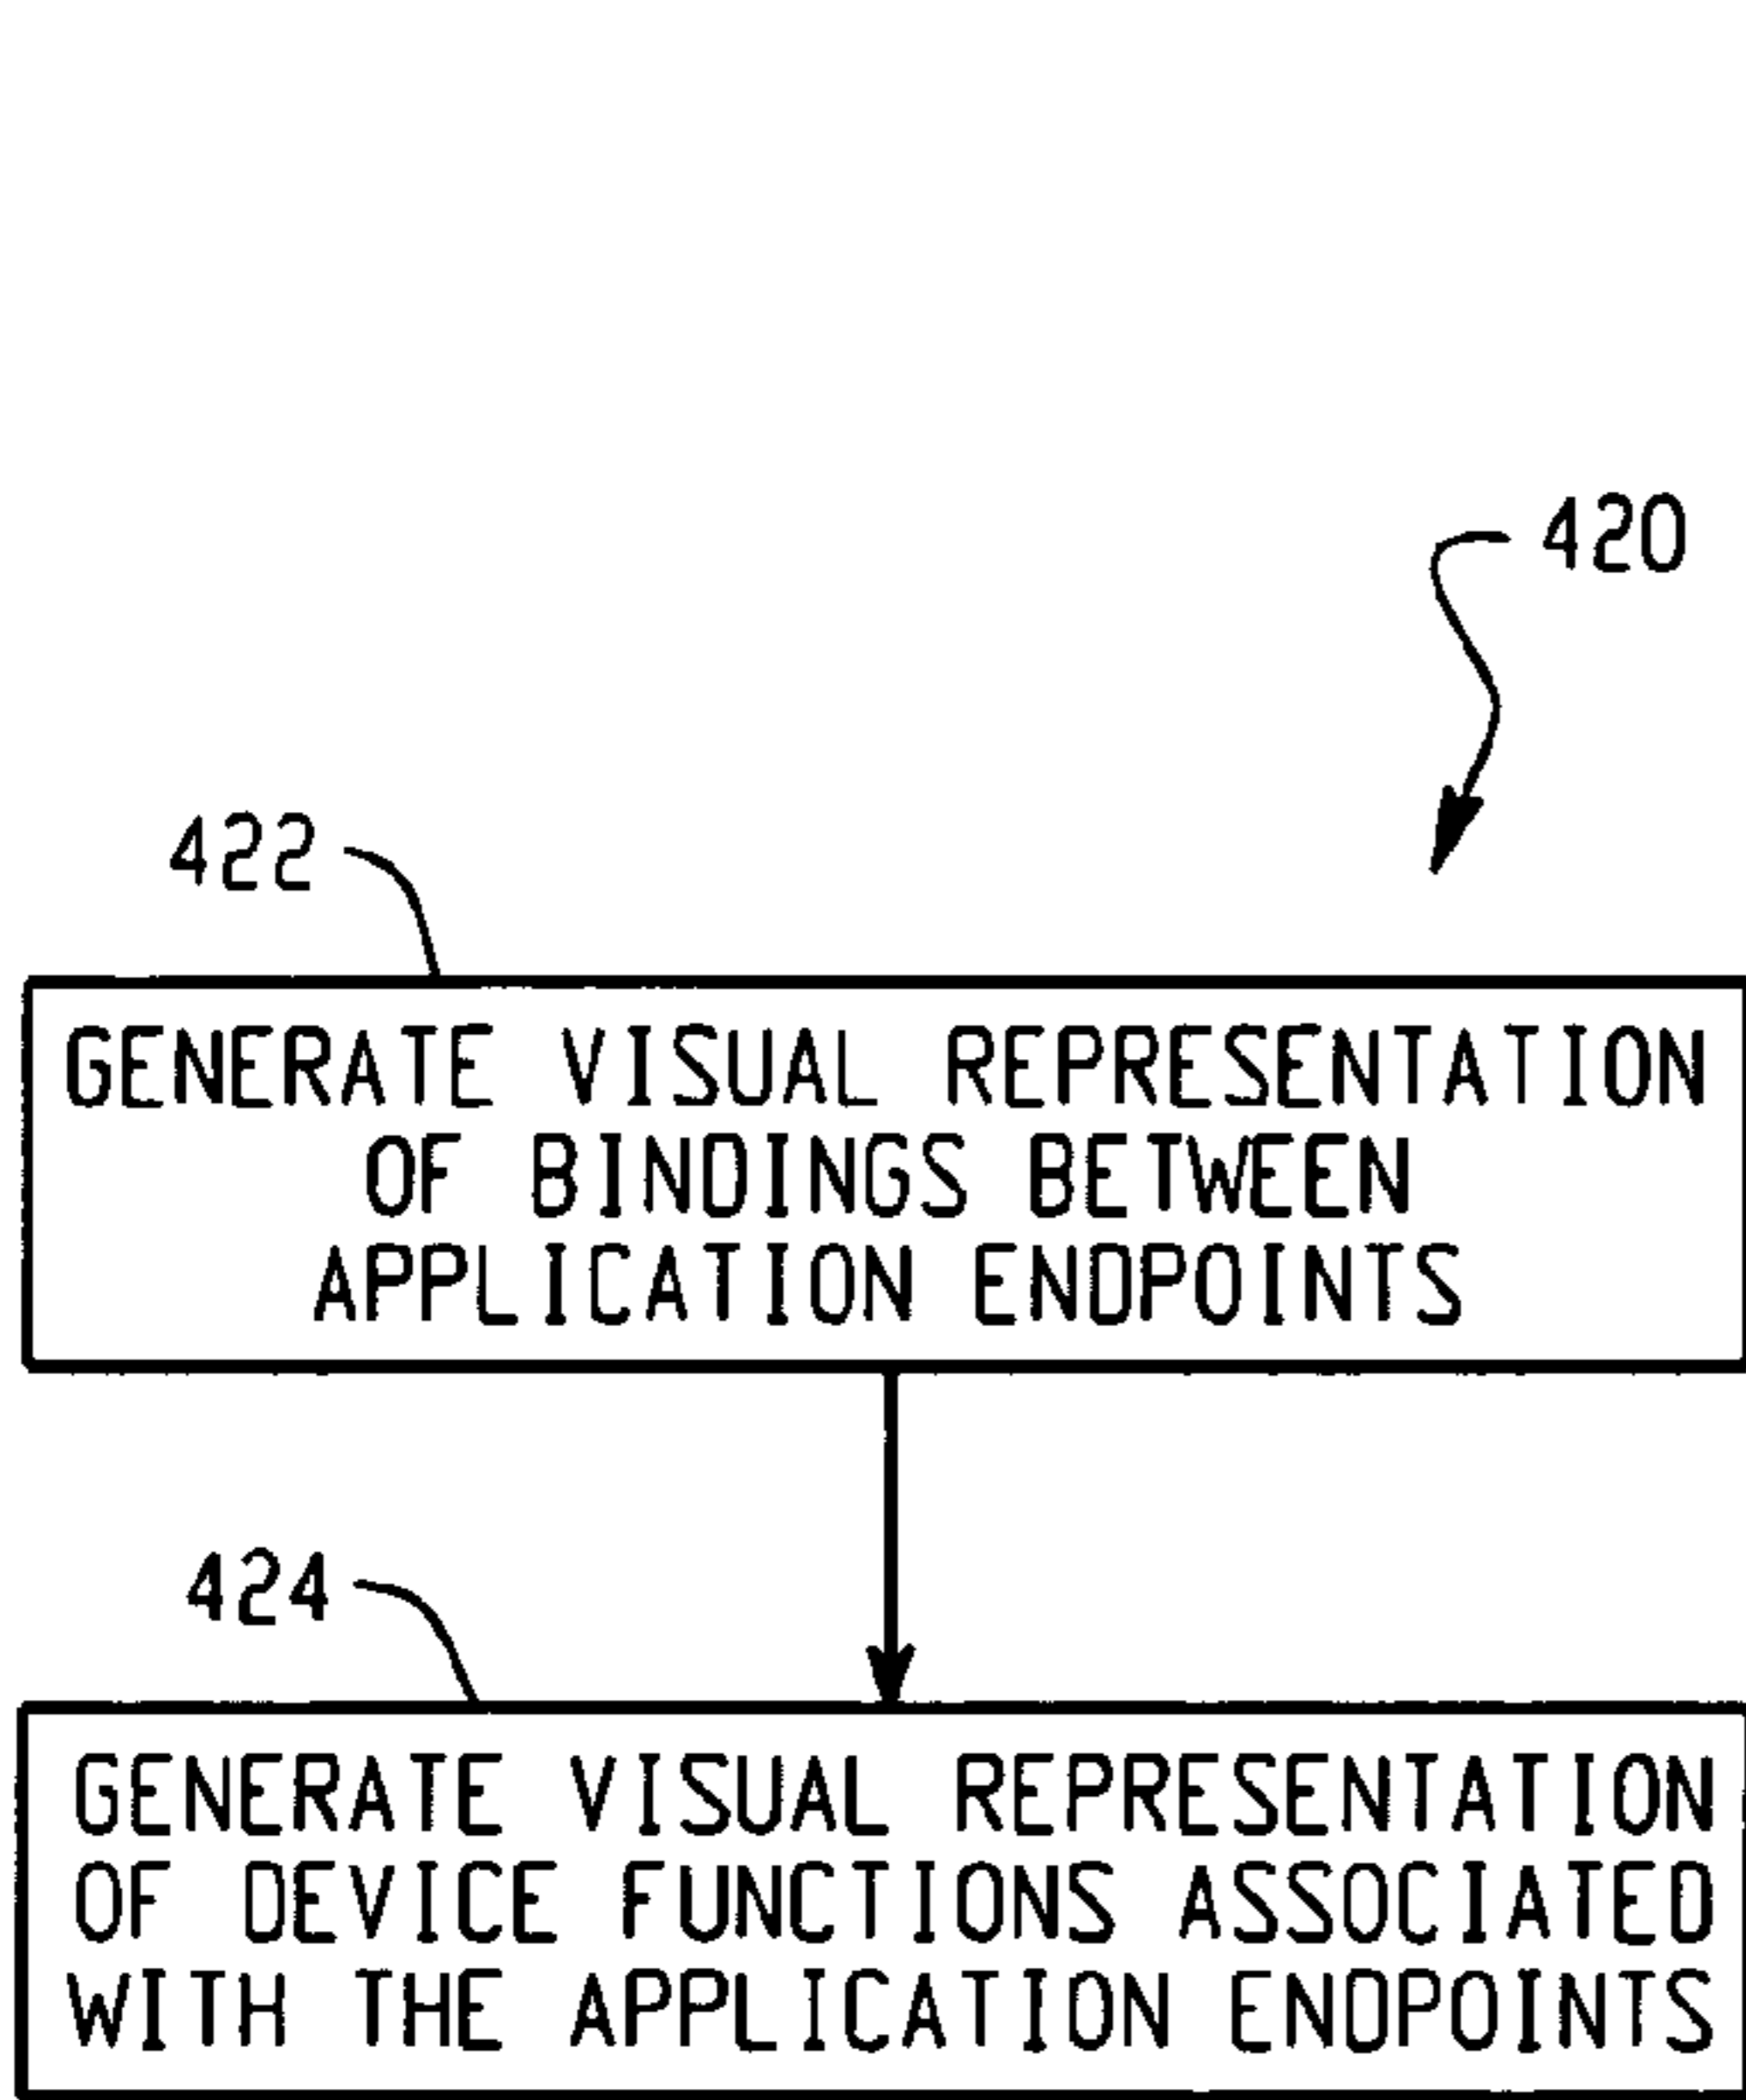 420
422
GENERATE VISUAL REPRESENTATION
OF BINDINGS BETWEEN
APPLICATION ENDPOINTS
424
GENERATE VISUAL REPRESENTATION
OF DEVICE FUNCTIONS ASSOCIATED
WITH THE APPLICATION ENDPOINTS